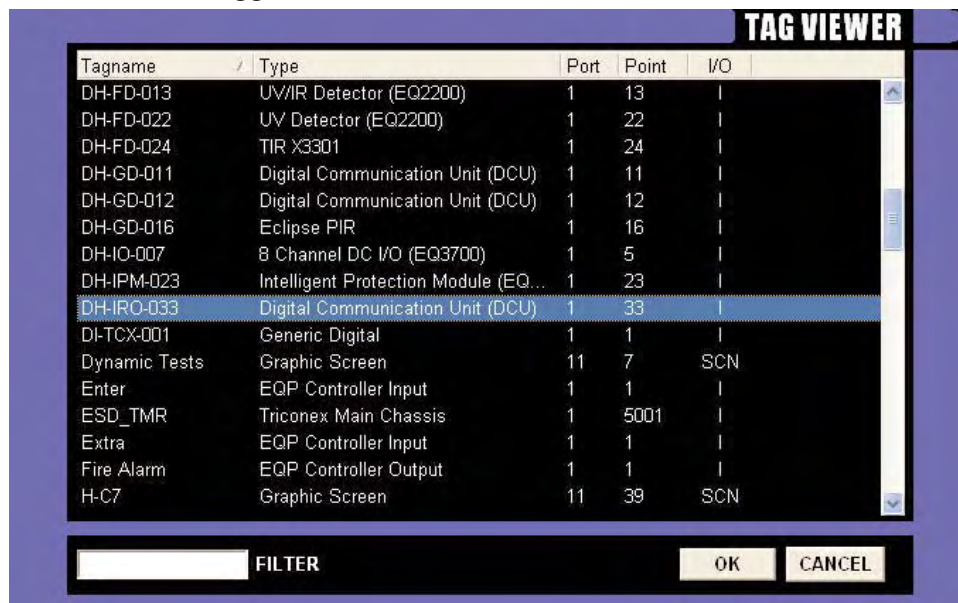 TAG VIEWER
Tagname / Type Port Point I/O
DH-FD-013 UV/IR Detector (EQ2200) 1 13 I
DH-FD-022 UV Detector (EQ2200) 1 22 I
DH-FD-024 TIR X3301 1 24 I
DH-GD-011 Digital Communication Unit (DCU) 1 11 I
DH-GD-012 Digital Communication Unit (DCU) 1 12 I
DH-GD-016 Eclipse PIR 1 16 I
DH-IO-007 8 Channel DC I/O (EQ3700) 1 5 I
DH-IPM-023 Intelligent Protection Module (EQ... 1 23 I
DH-IRO-033 Digital Communication Unit (DCU) 1 33 I
DI-TCX-001 Generic Digital 1 1 I
Dynamic Tests Graphic Screen 11 7 SCN
Enter EQP Controller Input 1 1 I
ESD_TMR Triconex Main Chassis 1 5001 I
Extra EQP Controller Input 1 1 I
Fire Alarm EQP Controller Output 1 1 I
H-C7 Graphic Screen 11 39 SCN
FILTER OK CANCEL